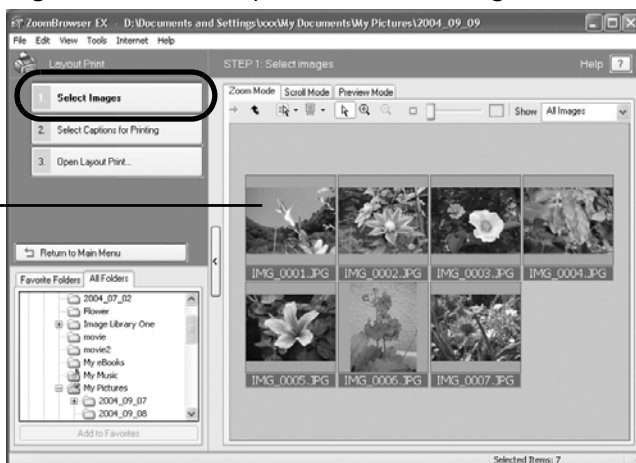 ZoomBrowser EX - D:\Documents and Settings\xxx\My Documents\My Pictures\2004_09_09
File Edit View Tools Internet Help
Layout Print
STEP 1: Select images
Help ?
1. Select Images
2. Select Captions for Printing
3. Open Layout Print...
Zoom Mode Scroll Mode Preview Mode
Show All Images
IMG_0001.JPG IMG_0002.JPG IMG_0003.JPG IMG_0004.JPG
IMG_0005.JPG IMG_0006.JPG IMG_0007.JPG
Return to Main Menu
Favorite Folders All Folders
2004_07_02
Flower
Image Library One
movie
movie2
My eBooks
My Music
My Pictures
2004_09_07
2004_09_08
Add to Favorites
Selected Items: 7